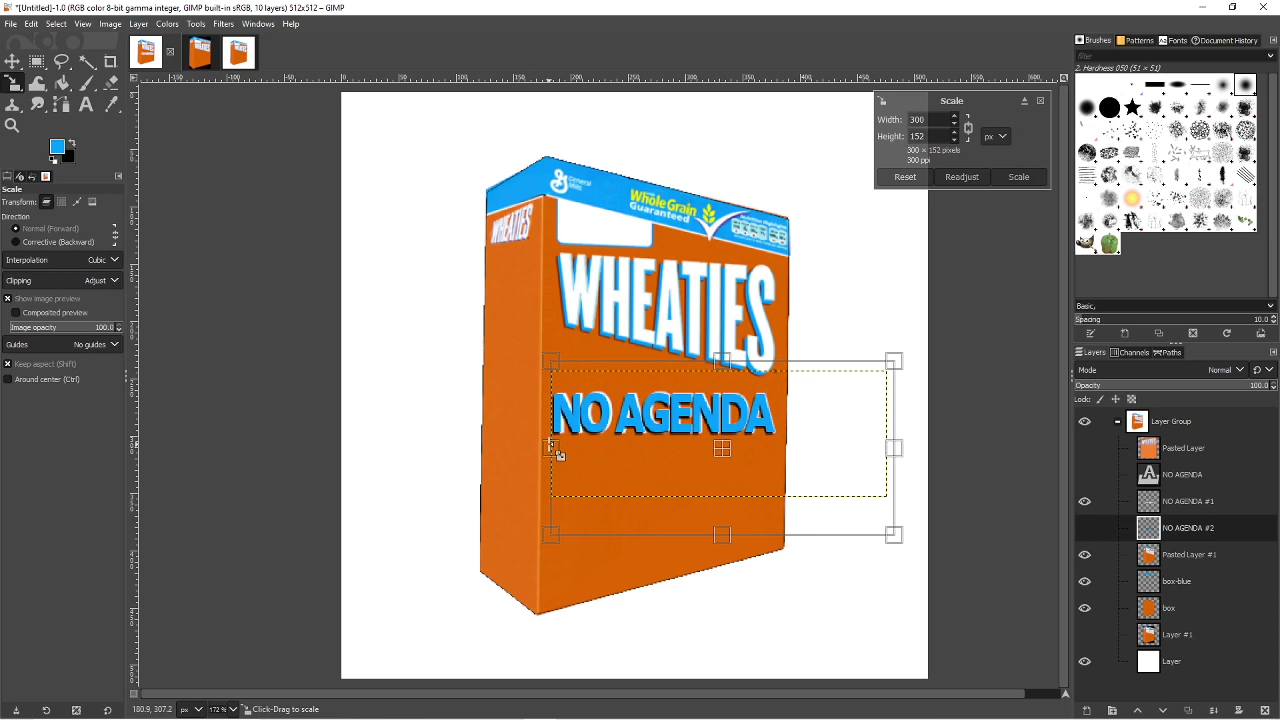 *[Untitled]-1.0 (RGB color 8-bit gamma integer, GIMP built-in sRGB, 10 layers) 512x512 – GIMP
File Edit Select View Image Layer Colors Tools Filters Windows Help
Scale
Transform:
Direction
Normal (Forward)
Corrective (Backward)
Interpolation Cubic
Clipping Adjust
Show image preview
Composited preview
Image opacity 100.0
Guides No guides
Keep aspect (Shift)
Around center (Ctrl)
General Mills
Whole Grain
Guaranteed
WHEATIES
WHEATIES
NO AGENDA
Scale
Width: 300
Height: 152
px
300 × 152 pixels
300 ppi
Reset Readjust Scale
Brushes Patterns Fonts Document History
filter
2. Hardness 050 (51 × 51)
Basic,
Spacing 10.0
Layers Channels Paths
Mode Normal
Opacity 100.0
Lock:
Layer Group
Pasted Layer
NO AGENDA
NO AGENDA #1
NO AGENDA #2
Pasted Layer #1
box-blue
box
Layer #1
Layer
180.9, 307.2 px 172 % Click-Drag to scale